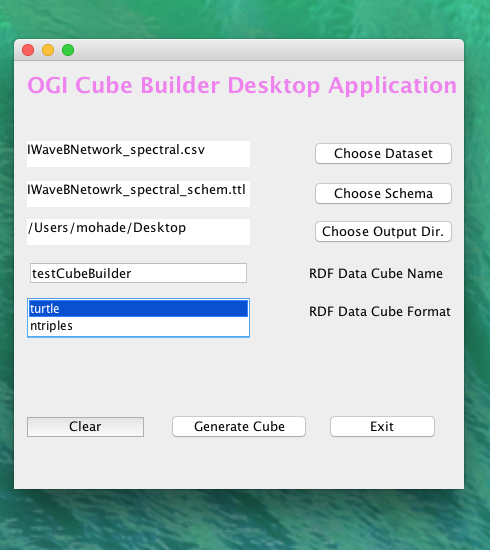 OGI Cube Builder Desktop Application
IWaveBNetwork_spectral.csv
Choose Dataset
IWaveBNetowrk_spectral_schem.ttl
Choose Schema
/Users/mohade/Desktop
Choose Output Dir.
testCubeBuilder
RDF Data Cube Name
turtle
ntriples
RDF Data Cube Format
Clear
Generate Cube
Exit